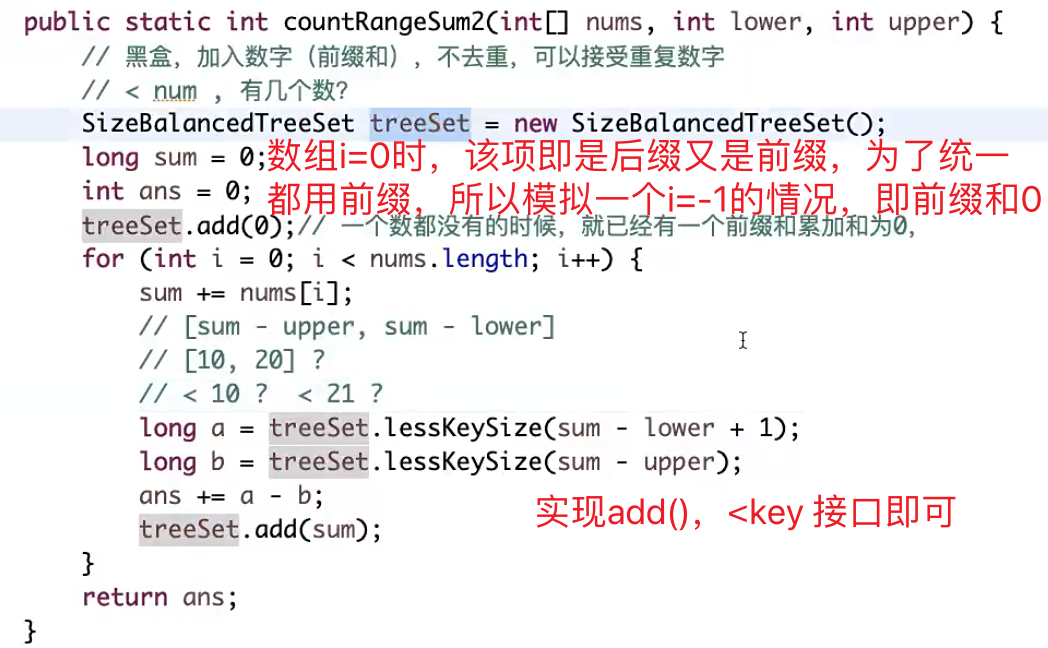 public static int countRangeSum2(int[] nums, int lower, int upper) {
// 黑盒，加入数字（前缀和），不去重，可以接受重复数字
// < num ，有几个数?
SizeBalancedTreeSet treeSet = new SizeBalancedTreeSet();
long sum = 0;数组i=0时，该项即是后缀又是前缀，为了统一
int ans = 0; 都用前缀，所以模拟一个i=-1的情况，即前缀和0
treeSet.add(0);// 一个数都没有的时候，就已经有一个前缀和累加和为0,
for (int i = 0; i < nums.length; i++) {
sum += nums[i];
// [sum - upper, sum - lower]
// [10, 20] ?
// < 10 ?  < 21 ?
long a = treeSet.lessKeySize(sum - lower + 1);
long b = treeSet.lessKeySize(sum - upper);
ans += a - b;
实现add()，<key 接口即可
treeSet.add(sum);
}
return ans;
}